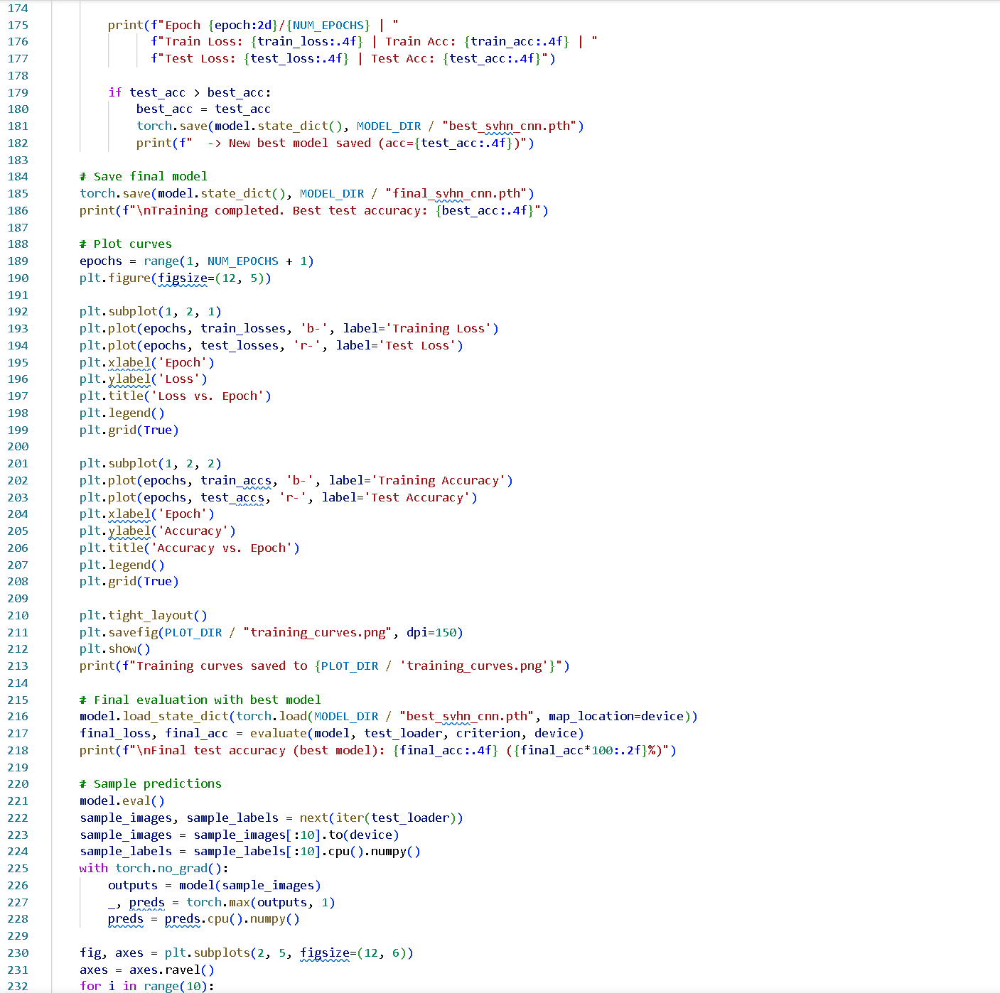 174
175 print(f"Epoch {epoch:2d}/{NUM_EPOCHS} | "
176 f"Train Loss: {train_loss:.4f} | Train Acc: {train_acc:.4f} | "
177 f"Test Loss: {test_loss:.4f} | Test Acc: {test_acc:.4f}")
178
179 if test_acc > best_acc:
180 best_acc = test_acc
181 torch.save(model.state_dict(), MODEL_DIR / "best_svhn_cnn.pth")
182 print(f"  -> New best model saved (acc={test_acc:.4f})")
183
184 # Save final model
185 torch.save(model.state_dict(), MODEL_DIR / "final_svhn_cnn.pth")
186 print(f"\nTraining completed. Best test accuracy: {best_acc:.4f}")
187
188 # Plot curves
189 epochs = range(1, NUM_EPOCHS + 1)
190 plt.figure(figsize=(12, 5))
191
192 plt.subplot(1, 2, 1)
193 plt.plot(epochs, train_losses, 'b-', label='Training Loss')
194 plt.plot(epochs, test_losses, 'r-', label='Test Loss')
195 plt.xlabel('Epoch')
196 plt.ylabel('Loss')
197 plt.title('Loss vs. Epoch')
198 plt.legend()
199 plt.grid(True)
200
201 plt.subplot(1, 2, 2)
202 plt.plot(epochs, train_accs, 'b-', label='Training Accuracy')
203 plt.plot(epochs, test_accs, 'r-', label='Test Accuracy')
204 plt.xlabel('Epoch')
205 plt.ylabel('Accuracy')
206 plt.title('Accuracy vs. Epoch')
207 plt.legend()
208 plt.grid(True)
209
210 plt.tight_layout()
211 plt.savefig(PLOT_DIR / "training_curves.png", dpi=150)
212 plt.show()
213 print(f"Training curves saved to {PLOT_DIR / 'training_curves.png'}")
214
215 # Final evaluation with best model
216 model.load_state_dict(torch.load(MODEL_DIR / "best_svhn_cnn.pth", map_location=device))
217 final_loss, final_acc = evaluate(model, test_loader, criterion, device)
218 print(f"\nFinal test accuracy (best model): {final_acc:.4f} ({final_acc*100:.2f}%)")
219
220 # Sample predictions
221 model.eval()
222 sample_images, sample_labels = next(iter(test_loader))
223 sample_images = sample_images[:10].to(device)
224 sample_labels = sample_labels[:10].cpu().numpy()
225 with torch.no_grad():
226 outputs = model(sample_images)
227 _, preds = torch.max(outputs, 1)
228 preds = preds.cpu().numpy()
229
230 fig, axes = plt.subplots(2, 5, figsize=(12, 6))
231 axes = axes.ravel()
232 for i in range(10):